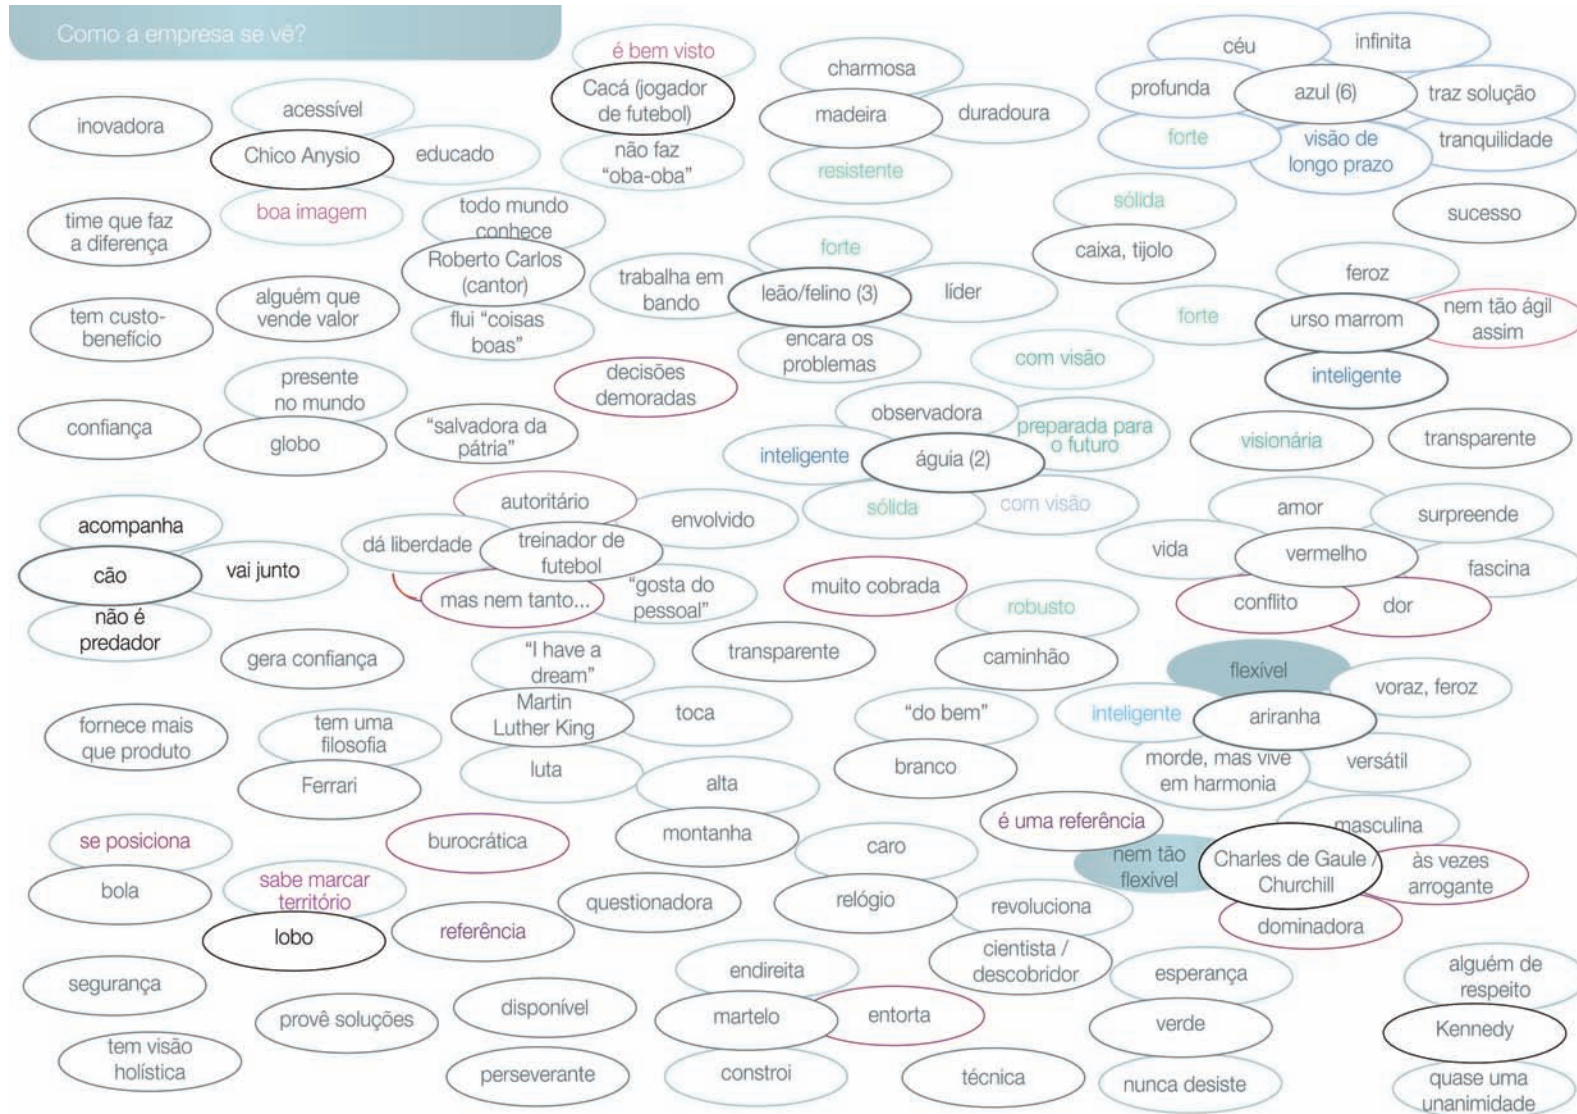 Como a empresa se vê?
inovadora
acessível
Chico Anysio
educado
boa imagem
é bem visto
Cacá (jogador
de futebol)
não faz
“oba-oba”
charmosa
madeira
duradoura
resistente
céu
infinita
profunda
azul (6)
traz solução
forte
visão de
longo prazo
tranquilidade
time que faz
a diferença
todo mundo
conhece
Roberto Carlos
(cantor)
flui “coisas
boas”
forte
trabalha em
bando
leão/felino (3)
líder
encara os
problemas
sólida
caixa, tijolo
sucesso
feroz
forte
urso marrom
nem tão ágil
assim
inteligente
tem custo-
benefício
alguém que
vende valor
decisões
demoradas
com visão
confiança
presente
no mundo
globo
“salvadora da
pátria”
observadora
inteligente
águia (2)
preparada para
o futuro
sólida
com visão
visionária
transparente
acompanha
cão
vai junto
não é
predador
autoritário
dá liberdade
treinador de
futebol
envolvido
mas nem tanto...
“gosta do
pessoal”
muito cobrada
amor
surpreende
vida
vermelho
fascina
conflito
dor
gera confiança
“I have a
dream”
Martin
Luther King
toca
luta
transparente
robusto
caminhão
flexível
voraz, feroz
inteligente
ariranha
morde, mas vive
em harmonia
versátil
fornece mais
que produto
tem uma
filosofia
Ferrari
alta
montanha
“do bem”
branco
é uma referência
masculina
nem tão
flexível
Charles de Gaule /
Churchill
às vezes
arrogante
dominadora
se posiciona
bola
sabe marcar
território
lobo
burocrática
referência
questionadora
caro
relógio
revoluciona
cientista /
descobridor
segurança
provê soluções
disponível
endireita
martelo
entorta
constroi
esperança
verde
nunca desiste
alguém de
respeito
Kennedy
quase uma
unanimidade
tem visão
holística
perseverante
técnica